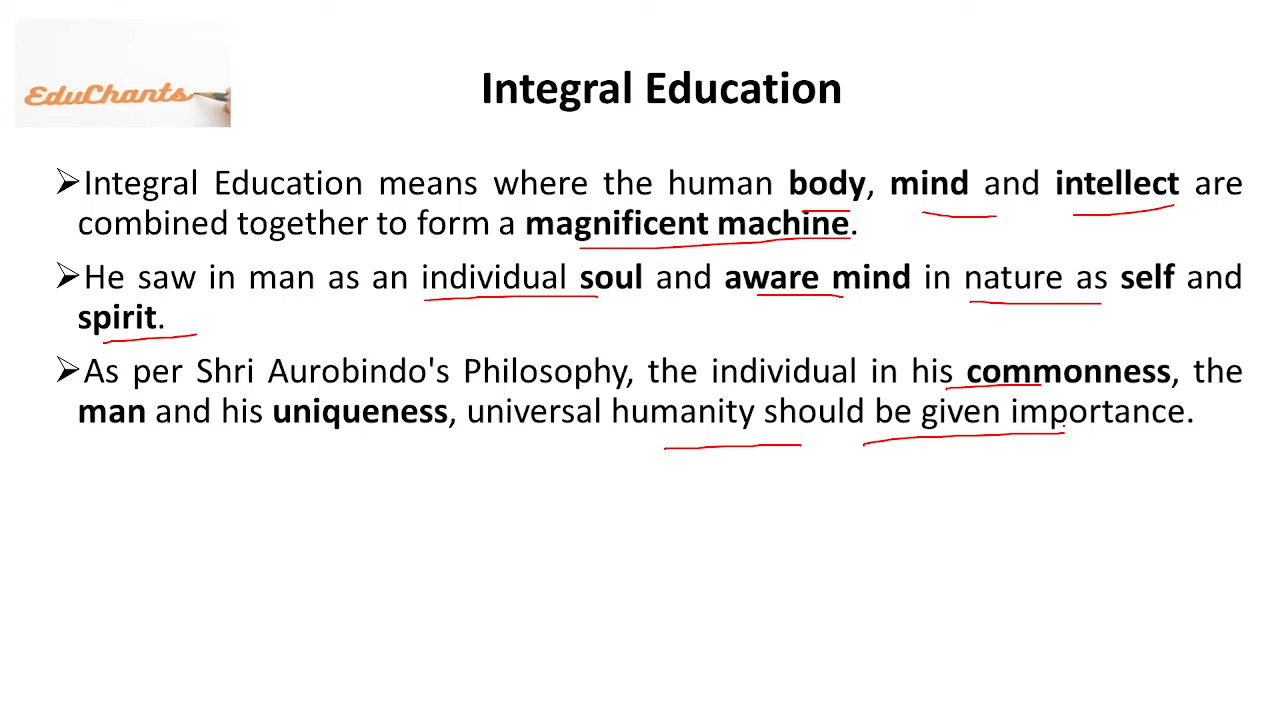 EduChants
Integral Education
➢Integral Education means where the human body, mind and intellect are
combined together to form a magnificent machine.
➢He saw in man as an individual soul and aware mind in nature as self and
spirit.
➢As per Shri Aurobindo's Philosophy, the individual in his commonness, the
man and his uniqueness, universal humanity should be given importance.